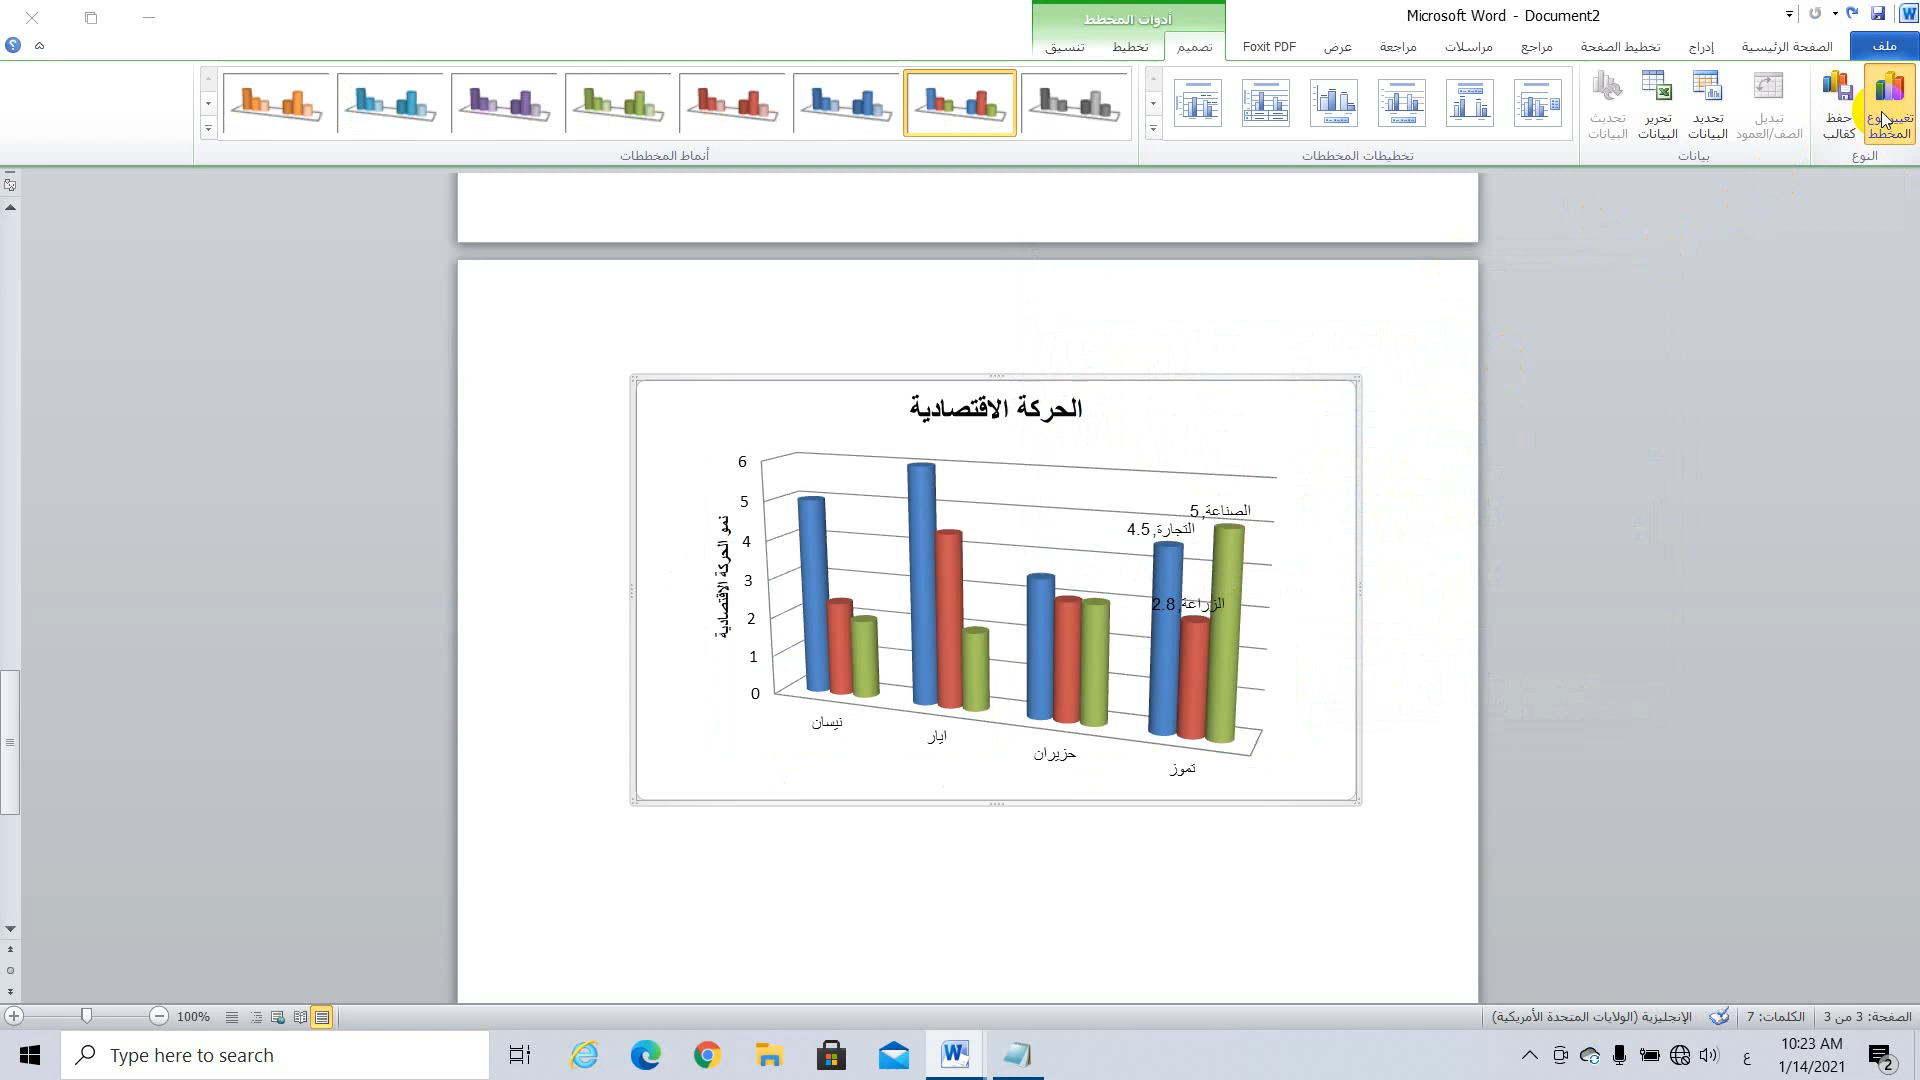 Microsoft Word - Document2
أدوات المخطط
ملف
الصفحة الرئيسية
إدراج
تخطيط الصفحة
مراجع
مراسلات
مراجعة
عرض
Foxit PDF
تصميم
تخطيط
تنسيق
تغيير نوع المخطط
حفظ كقالب
تبديل الصف/العمود
تحديد البيانات
تحرير البيانات
تحديث البيانات
النوع
بيانات
تخطيطات المخططات
أنماط المخططات
الحركة الاقتصادية
نمو الحركة الاقتصادية
6
5
4
3
2
1
0
الصناعة, 5
التجارة, 4.5
الزراعة, 2.8
نيسان
ايار
حزيران
تموز
الصفحة: 3 من 3
الكلمات: 7
الإنجليزية (الولايات المتحدة الأمريكية)
100%
Type here to search
ع
10:23 AM
1/14/2021
2